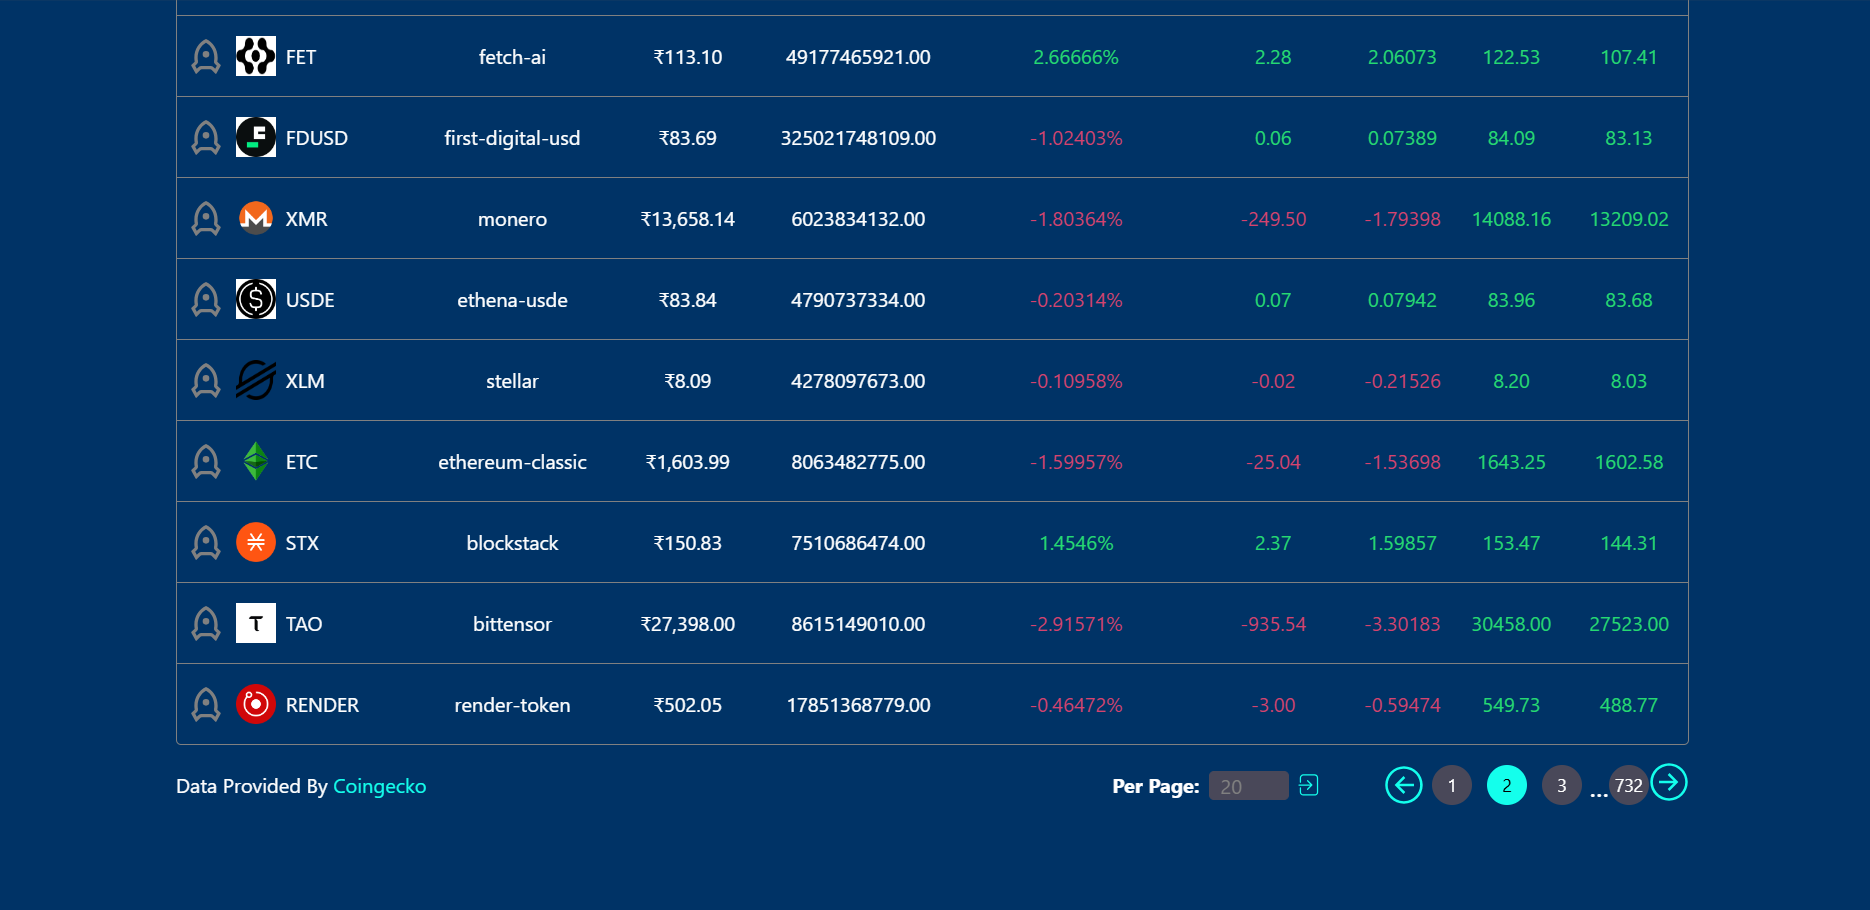 FET fetch-ai ₹113.10 49177465921.00 2.66666% 2.28 2.06073 122.53 107.41
FDUSD first-digital-usd ₹83.69 325021748109.00 -1.02403% 0.06 0.07389 84.09 83.13
XMR monero ₹13,658.14 6023834132.00 -1.80364% -249.50 -1.79398 14088.16 13209.02
USDE ethena-usde ₹83.84 4790737334.00 -0.20314% 0.07 0.07942 83.96 83.68
XLM stellar ₹8.09 4278097673.00 -0.10958% -0.02 -0.21526 8.20 8.03
ETC ethereum-classic ₹1,603.99 8063482775.00 -1.59957% -25.04 -1.53698 1643.25 1602.58
STX blockstack ₹150.83 7510686474.00 1.4546% 2.37 1.59857 153.47 144.31
TAO bittensor ₹27,398.00 8615149010.00 -2.91571% -935.54 -3.30183 30458.00 27523.00
RENDER render-token ₹502.05 17851368779.00 -0.46472% -3.00 -0.59474 549.73 488.77
Data Provided By Coingecko Per Page: 20 1 2 3 ... 732